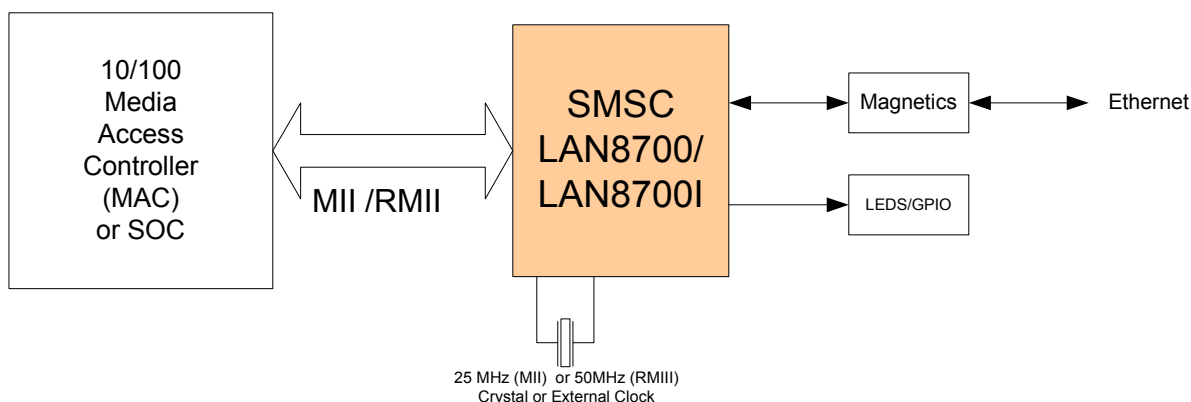 10/100
Media
Access
Controller
(MAC)
or SOC
MII /RMII
SMSC
LAN8700/
LAN8700I
Magnetics
Ethernet
LEDS/GPIO
25 MHz (MII) or 50MHz (RMIII)
Crystal or External Clock